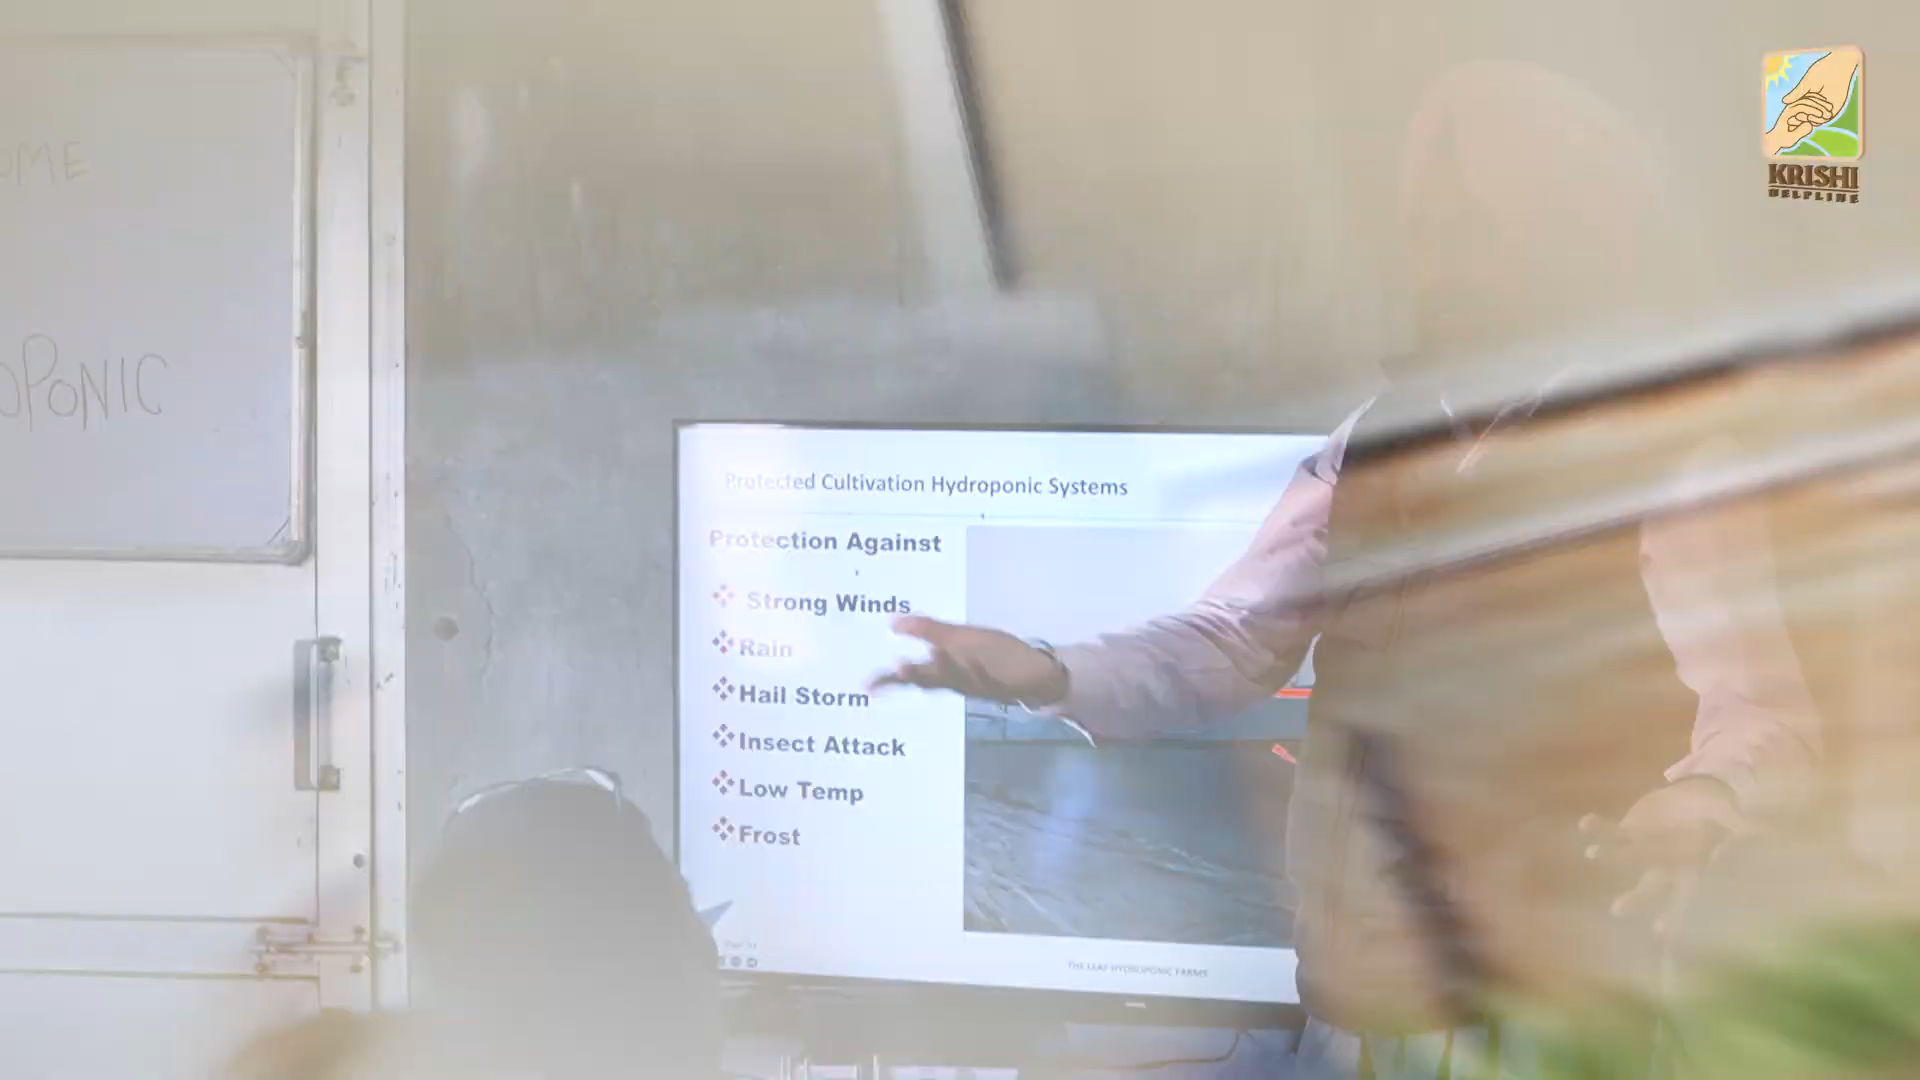 OME
OPONIC
KRISHI
HELPLINE
Protected Cultivation Hydroponic Systems
Protection Against
Strong Winds
Rain
Hail Storm
Insect Attack
Low Temp
Frost
THE LEAF HYDROPONIC FARMS